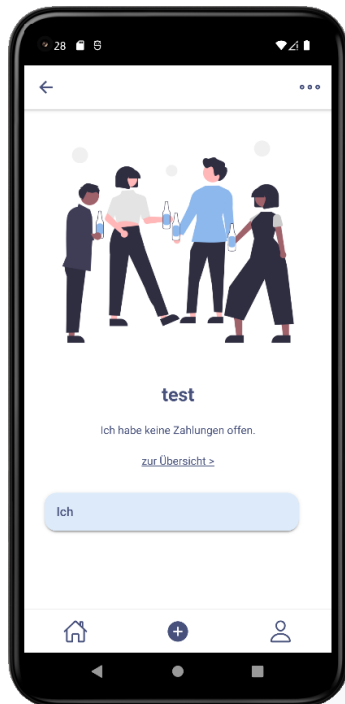 28
test
Ich habe keine Zahlungen offen.
zur Übersicht >
Ich